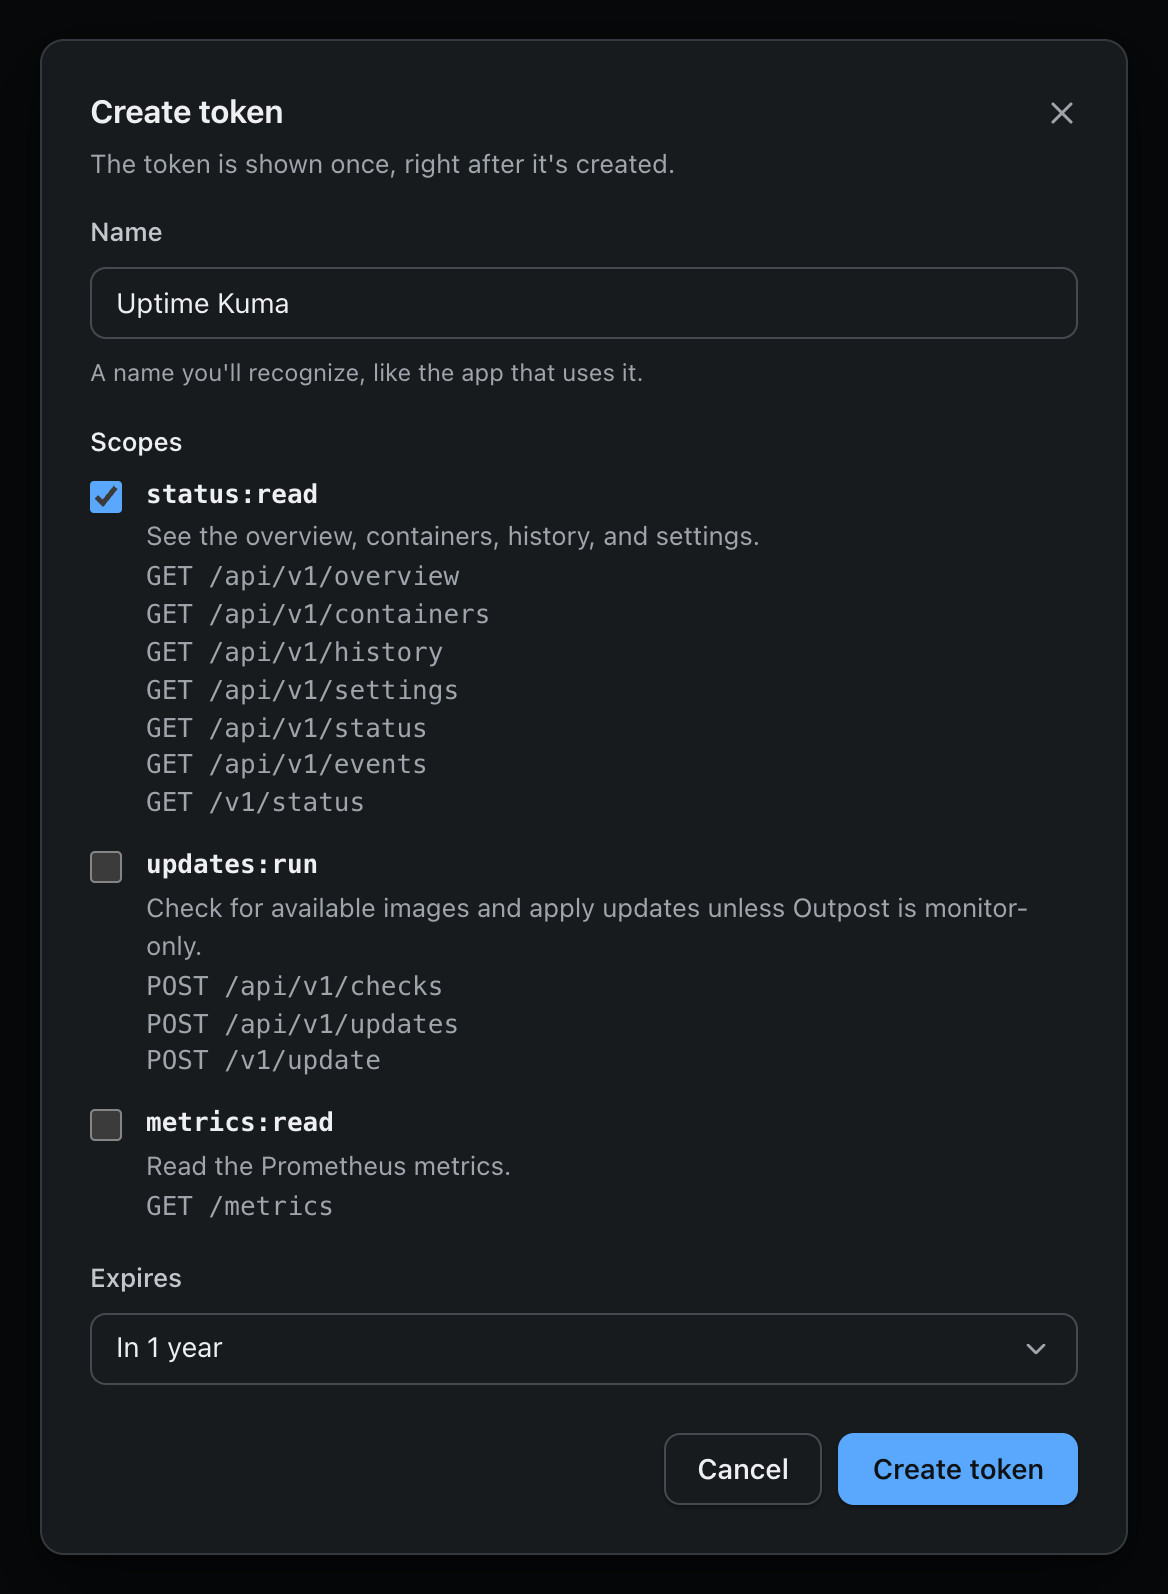 Create token
The token is shown once, right after it's created.
Name
Uptime Kuma
A name you'll recognize, like the app that uses it.
Scopes
status:read
See the overview, containers, history, and settings.
GET /api/v1/overview
GET /api/v1/containers
GET /api/v1/history
GET /api/v1/settings
GET /api/v1/status
GET /api/v1/events
GET /v1/status
updates:run
Check for available images and apply updates unless Outpost is monitor-
only.
POST /api/v1/checks
POST /api/v1/updates
POST /v1/update
metrics:read
Read the Prometheus metrics.
GET /metrics
Expires
In 1 year
Cancel
Create token